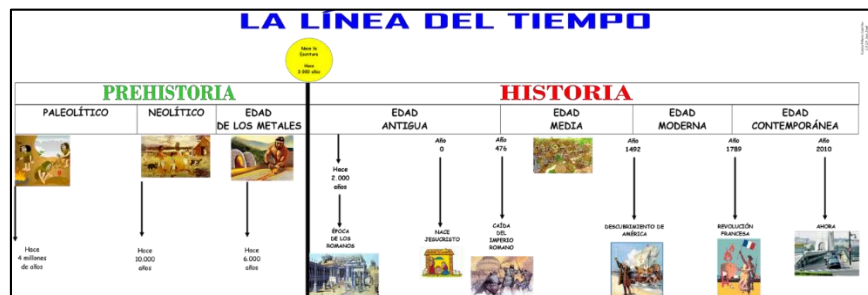 LA LÍNEA DEL TIEMPO
Nace la
Escritura
Hace
3.000 años
PREHISTORIA
HISTORIA
PALEOLÍTICO
NEOLÍTICO
EDAD
DE LOS METALES
EDAD
ANTIGUA
EDAD
MEDIA
EDAD
MODERNA
EDAD
CONTEMPORÁNEA
Hace
2.000
años
Año
0
Año
476
Año
1492
Año
1789
Año
2010
Hace
4 millones
de años
Hace
10.000
años
Hace
6.000
años
ÉPOCA
DE LOS
ROMANOS
NACE
JESUCRISTO
CAÍDA
DEL
IMPERIO
ROMANO
DESCUBRIMIENTO DE
AMÉRICA
REVOLUCIÓN
FRANCESA
AHORA